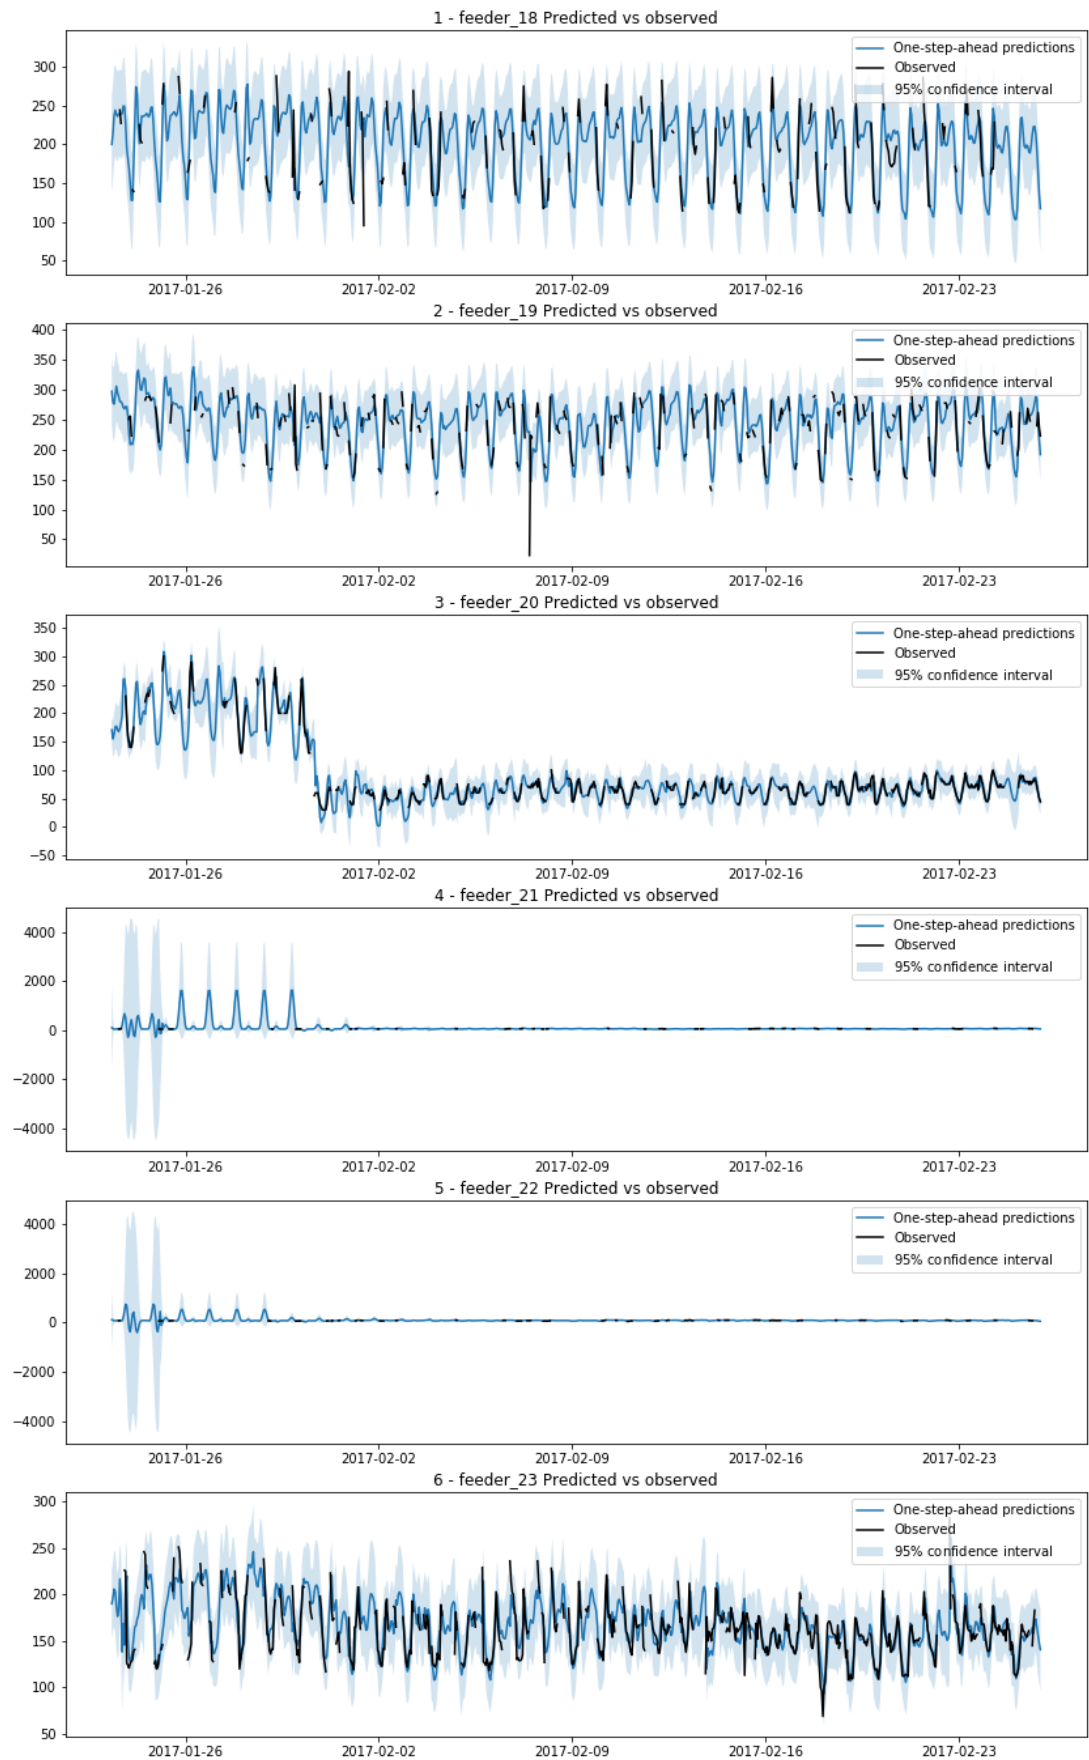 1 - feeder_18 Predicted vs observed
One-step-ahead predictions
Observed
95% confidence interval
300
250
200
150
100
50
2017-01-26 2017-02-02 2017-02-09 2017-02-16 2017-02-23
2 - feeder_19 Predicted vs observed
One-step-ahead predictions
Observed
95% confidence interval
400
350
300
250
200
150
100
50
2017-01-26 2017-02-02 2017-02-09 2017-02-16 2017-02-23
3 - feeder_20 Predicted vs observed
One-step-ahead predictions
Observed
95% confidence interval
350
300
250
200
150
100
50
0
−50
2017-01-26 2017-02-02 2017-02-09 2017-02-16 2017-02-23
4 - feeder_21 Predicted vs observed
One-step-ahead predictions
Observed
95% confidence interval
4000
2000
0
−2000
−4000
2017-01-26 2017-02-02 2017-02-09 2017-02-16 2017-02-23
5 - feeder_22 Predicted vs observed
One-step-ahead predictions
Observed
95% confidence interval
4000
2000
0
−2000
−4000
2017-01-26 2017-02-02 2017-02-09 2017-02-16 2017-02-23
6 - feeder_23 Predicted vs observed
One-step-ahead predictions
Observed
95% confidence interval
300
250
200
150
100
50
2017-01-26 2017-02-02 2017-02-09 2017-02-16 2017-02-23